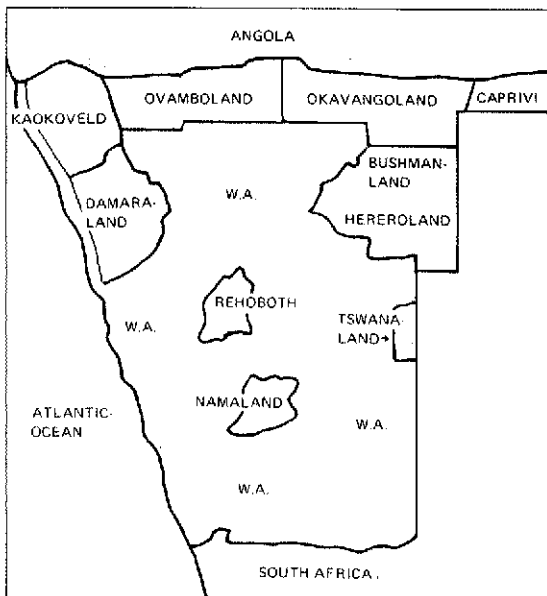 ANGOLA
OVAMBOLAND
OKAVANGOLAND
CAPRIVI
KAOKOVELD
BUSHMAN-
LAND
DAMARA-
LAND
W.A.
HEREROLAND
REHOBOTH
W.A.
TSWANA-
LAND→
NAMALAND
ATLANTIC-
OCEAN
W.A.
W.A.
SOUTH AFRICA.